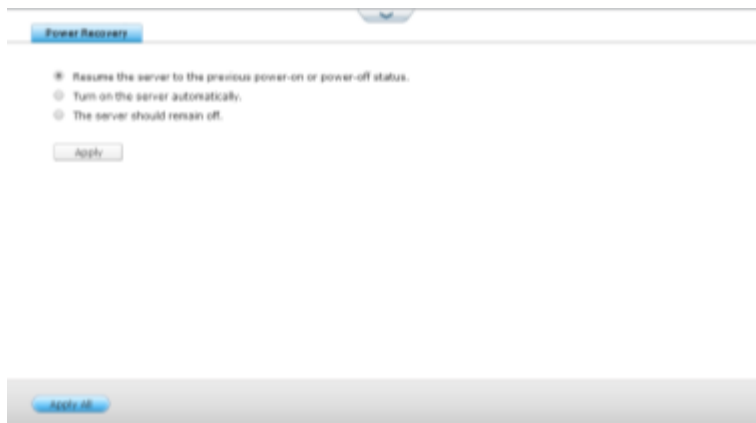 Power Recovery
Resume the server to the previous power-on or power-off status.
Turn on the server automatically.
The server should remain off.
Apply
Apply All